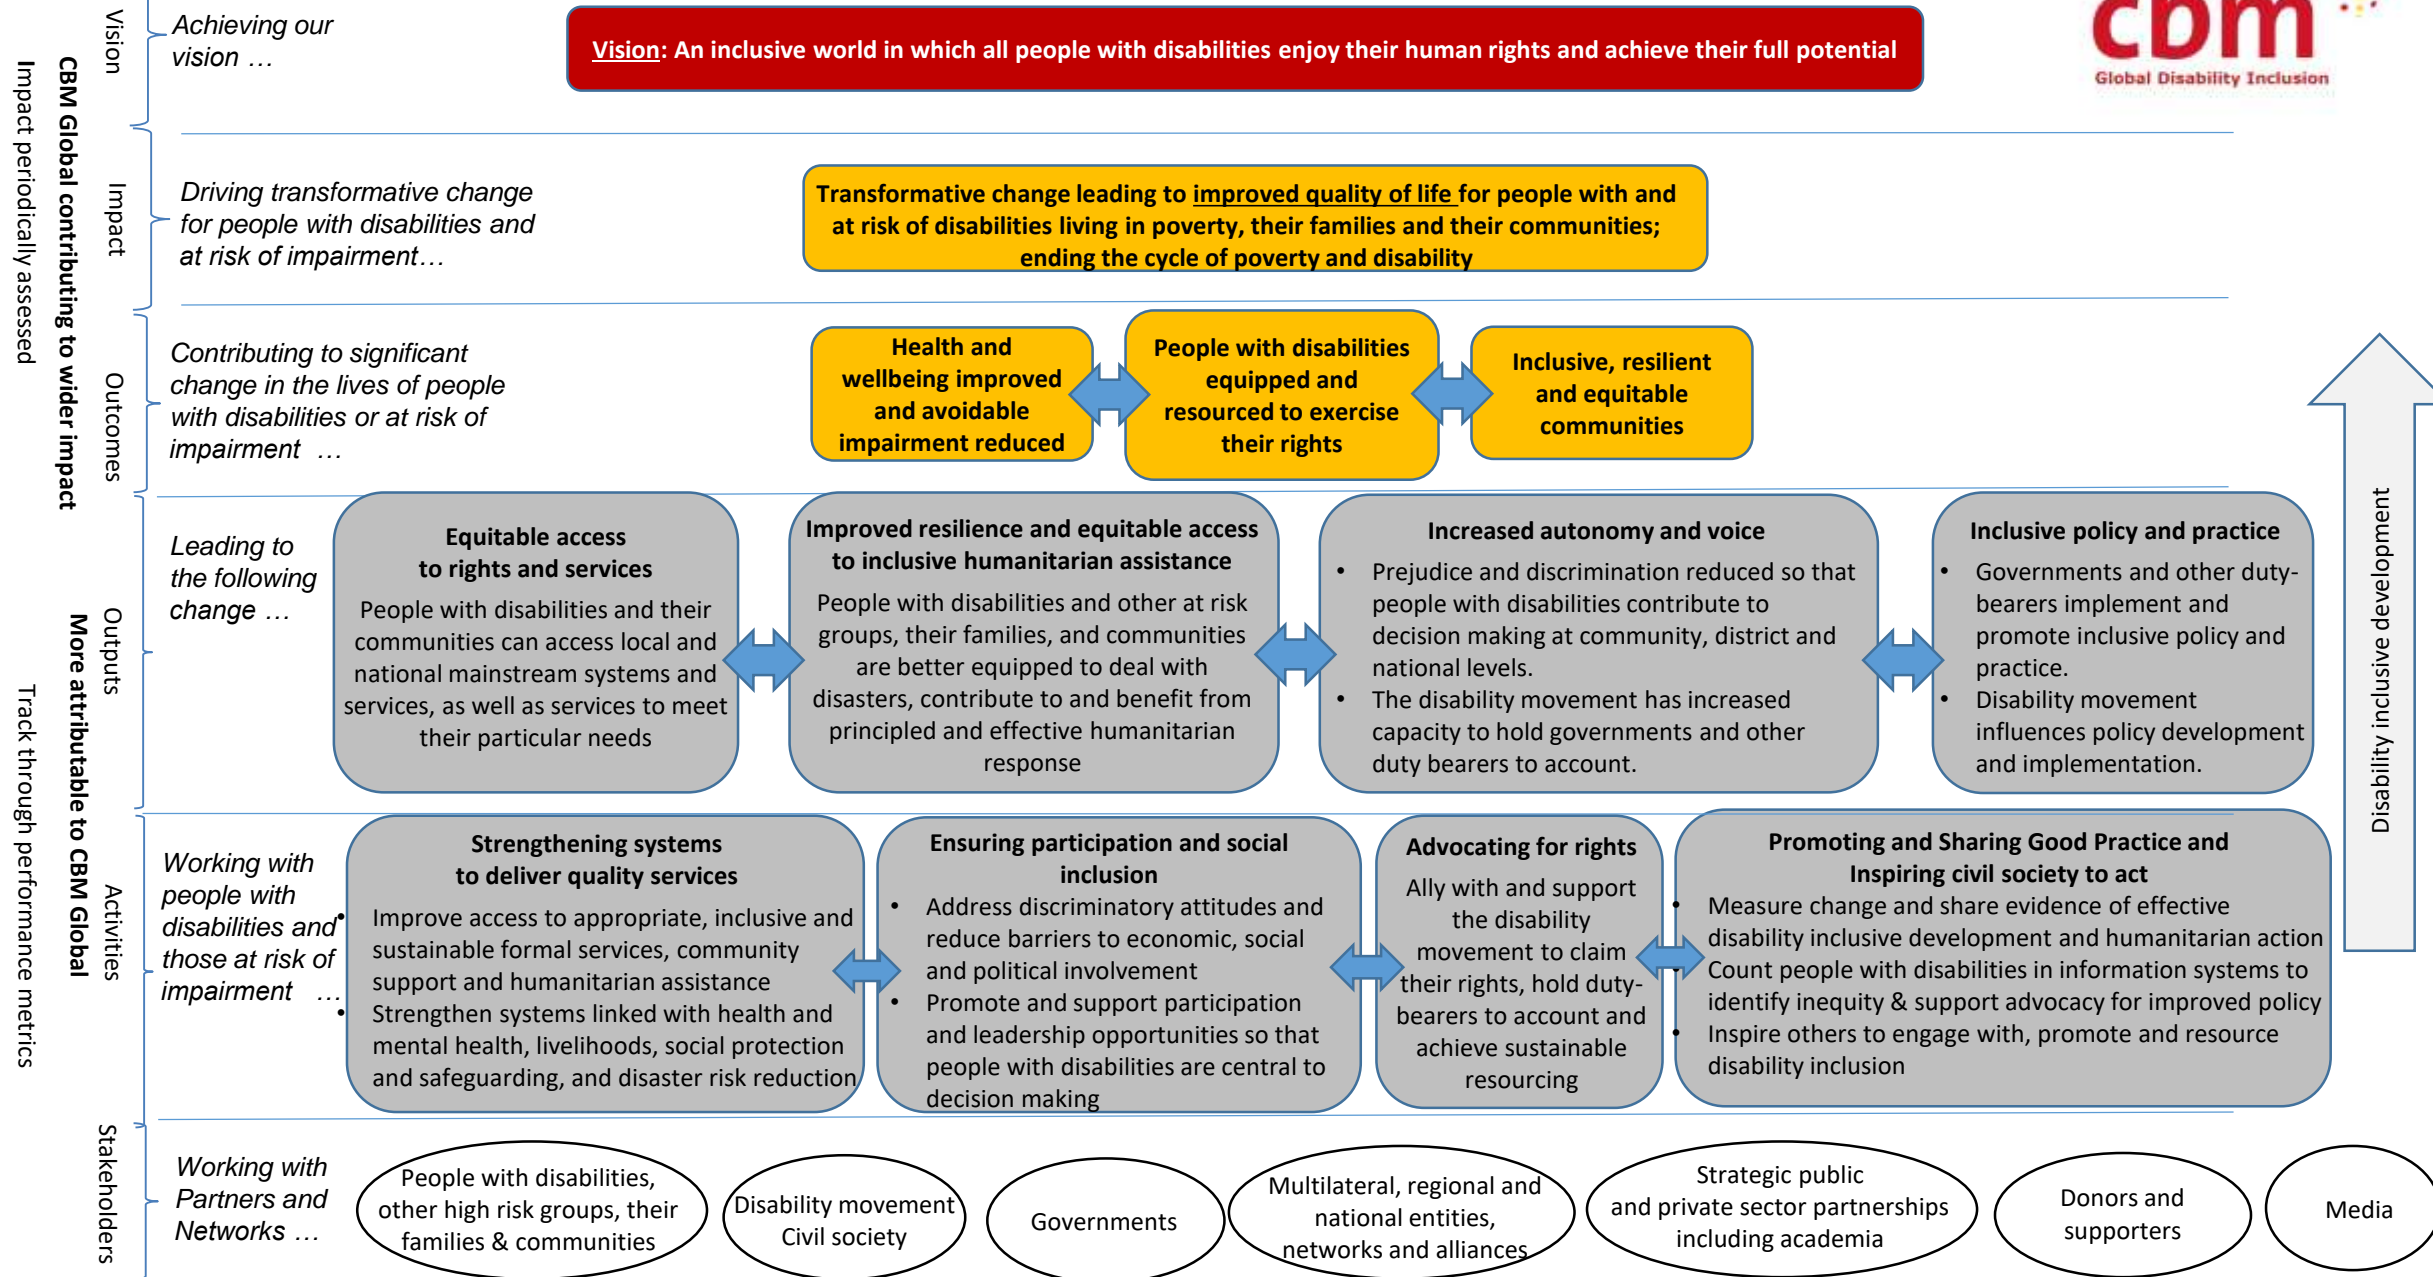 Vision
Achieving our
vision …
Vision: An inclusive world in which all people with disabilities enjoy their human rights and achieve their full potential
cbm
Global Disability Inclusion
CBM Global contributing to wider impact
Impact periodically assessed
Impact
Driving transformative change
for people with disabilities and
at risk of impairment…
Transformative change leading to improved quality of life for people with and
at risk of disabilities living in poverty, their families and their communities;
ending the cycle of poverty and disability
Outcomes
Contributing to significant
change in the lives of people
with disabilities or at risk of
impairment …
Health and
wellbeing improved
and avoidable
impairment reduced
People with disabilities
equipped and
resourced to exercise
their rights
Inclusive, resilient
and equitable
communities
Disability inclusive development
More attributable to CBM Global
Track through performance metrics
Outputs
Leading to
the following
change …
Equitable access
to rights and services
People with disabilities and their
communities can access local and
national mainstream systems and
services, as well as services to meet
their particular needs
Improved resilience and equitable access
to inclusive humanitarian assistance
People with disabilities and other at risk
groups, their families, and communities
are better equipped to deal with
disasters, contribute to and benefit from
principled and effective humanitarian
response
Increased autonomy and voice
• Prejudice and discrimination reduced so that
people with disabilities contribute to
decision making at community, district and
national levels.
• The disability movement has increased
capacity to hold governments and other
duty bearers to account.
Inclusive policy and practice
• Governments and other duty-
bearers implement and
promote inclusive policy and
practice.
• Disability movement
influences policy development
and implementation.
Activities
Working with
people with
disabilities and
those at risk of
impairment …
Strengthening systems
to deliver quality services
• Improve access to appropriate, inclusive and
sustainable formal services, community
support and humanitarian assistance
• Strengthen systems linked with health and
mental health, livelihoods, social protection
and safeguarding, and disaster risk reduction
Ensuring participation and social
inclusion
• Address discriminatory attitudes and
reduce barriers to economic, social
and political involvement
• Promote and support participation
and leadership opportunities so that
people with disabilities are central to
decision making
Advocating for rights
Ally with and support
the disability
movement to claim
their rights, hold duty-
bearers to account and
achieve sustainable
resourcing
Promoting and Sharing Good Practice and
Inspiring civil society to act
• Measure change and share evidence of effective
disability inclusive development and humanitarian action
• Count people with disabilities in information systems to
identify inequity & support advocacy for improved policy
• Inspire others to engage with, promote and resource
disability inclusion
Stakeholders
Working with
Partners and
Networks …
People with disabilities,
other high risk groups, their
families & communities
Disability movement
Civil society
Governments
Multilateral, regional and
national entities,
networks and alliances
Strategic public
and private sector partnerships
including academia
Donors and
supporters
Media